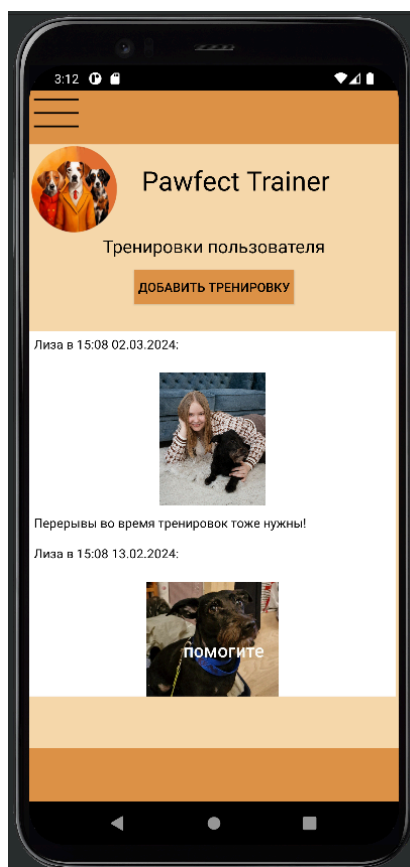 3:12
Pawfect Trainer
Тренировки пользователя
ДОБАВИТЬ ТРЕНИРОВКУ
Лиза в 15:08 02.03.2024:
Перерывы во время тренировок тоже нужны!
Лиза в 15:08 13.02.2024:
помогите